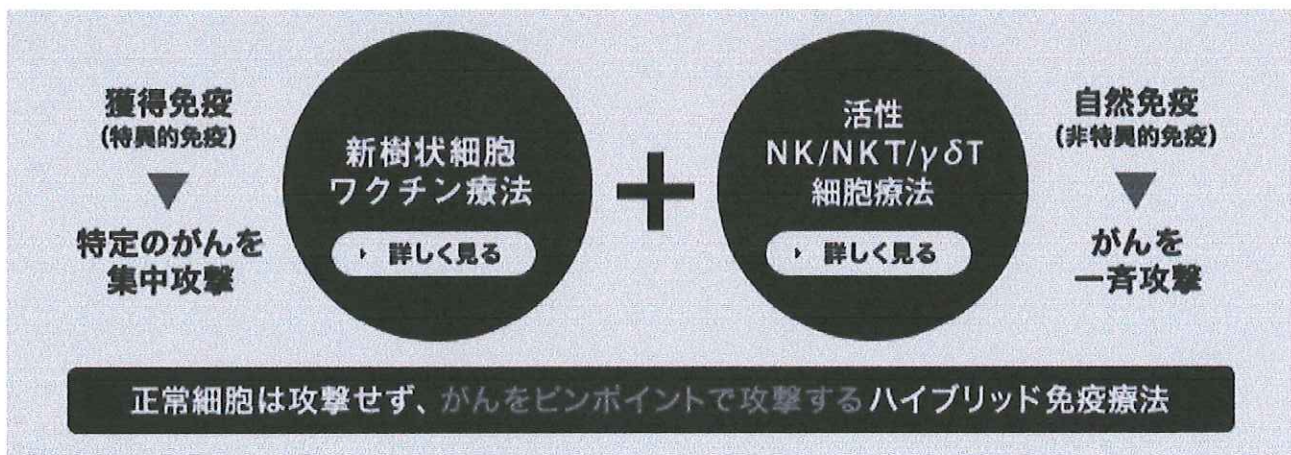 獲得免疫
(特異的免疫)
▼
特定のがんを
集中攻撃
新樹状細胞
ワクチン療法
詳しく見る
+
活性
NK/NKT/γδT
細胞療法
詳しく見る
自然免疫
(非特異的免疫)
▼
がんを
一斉攻撃
正常細胞は攻撃せず、がんをピンポイントで攻撃するハイブリッド免疫療法